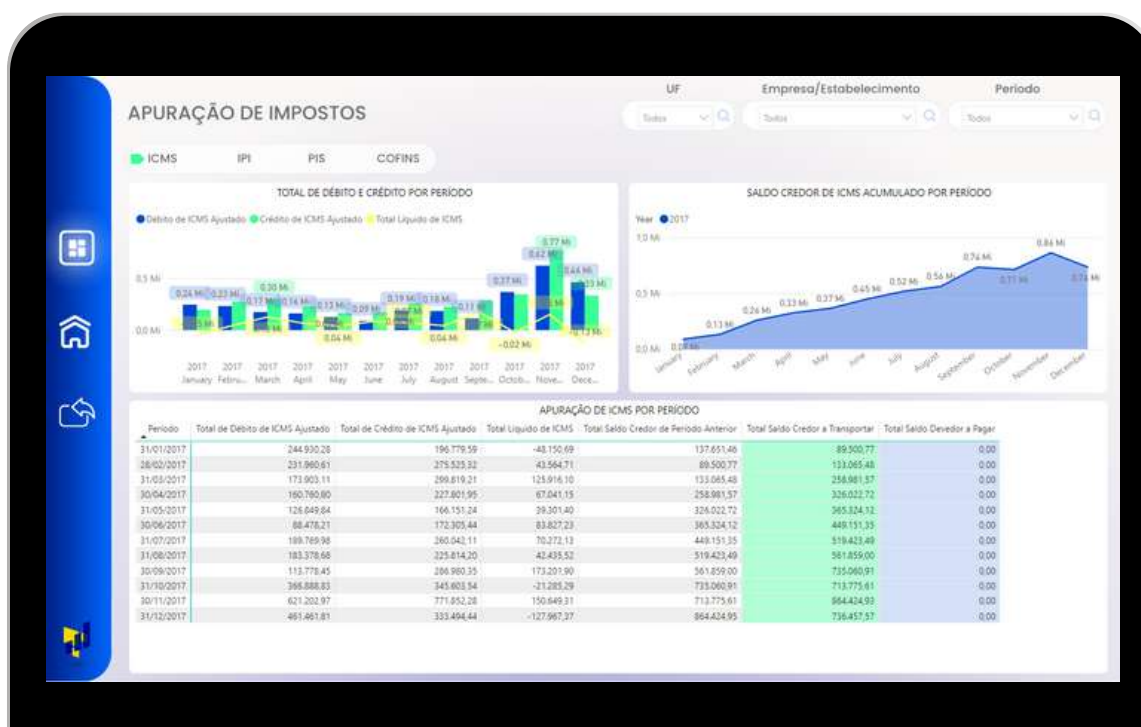 UF Empresa/Estabelecimento Período
APURAÇÃO DE IMPOSTOS
Todos Todos Todos
ICMS IPI PIS COFINS
TOTAL DE DÉBITO E CRÉDITO POR PERÍODO
Débito de ICMS Ajustado Crédito de ICMS Ajustado Total Líquido de ICMS
0,77 Mi
0,62 Mi
0,5 Mi
0,44 Mi
0,37 Mi
0,30 Mi
0,24 Mi 0,23 Mi 0,17 Mi 0,16 Mi 0,13 Mi 0,09 Mi 0,19 Mi 0,18 Mi 0,11
0,0 Mi
0,04 Mi 0,04 Mi -0,02 Mi -0,13 Mi
2017 2017 2017 2017 2017 2017 2017 2017 2017 2017 2017 2017
January Febru... March April May June July August Septe... Octob... Nove... Dece...
SALDO CREDOR DE ICMS ACUMULADO POR PERÍODO
Year 2017
1,0 Mi
0,86 Mi
0,74 Mi
0,71 Mi 0,74 Mi
0,5 Mi
0,13 Mi 0,26 Mi 0,33 Mi 0,37 Mi 0,45 Mi 0,52 Mi 0,56 Mi
0,0 Mi 0,09 Mi
January February March April May June July August September October November December
APURAÇÃO DE ICMS POR PERÍODO
Período Total de Débito de ICMS Ajustado Total de Crédito de ICMS Ajustado Total Líquido de ICMS Total Saldo Credor de Período Anterior Total Saldo Credor a Transportar Total Saldo Devedor a Pagar
31/01/2017 244.930,28 196.779,59 -48.150,69 137.651,46 89.500,77 0,00
28/02/2017 231.960,61 275.525,32 43.564,71 89.500,77 133.065,48 0,00
31/03/2017 173.903,11 299.819,21 125.916,10 133.065,48 258.981,57 0,00
30/04/2017 160.760,80 227.801,95 67.041,15 258.981,57 326.022,72 0,00
31/05/2017 126.849,84 166.151,24 39.301,40 326.022,72 365.324,12 0,00
30/06/2017 88.478,21 172.305,44 83.827,23 365.324,12 449.151,35 0,00
31/07/2017 189.769,98 260.042,11 70.272,13 449.151,35 519.423,49 0,00
31/08/2017 183.378,68 225.814,20 42.435,52 519.423,49 561.859,00 0,00
30/09/2017 113.778,45 286.980,35 173.201,90 561.859,00 735.060,91 0,00
31/10/2017 366.888,83 345.603,54 -21.285,29 735.060,91 713.775,61 0,00
30/11/2017 621.202,97 771.852,28 150.649,31 713.775,61 864.424,93 0,00
31/12/2017 461.461,81 333.494,44 -127.967,37 864.424,95 736.457,57 0,00